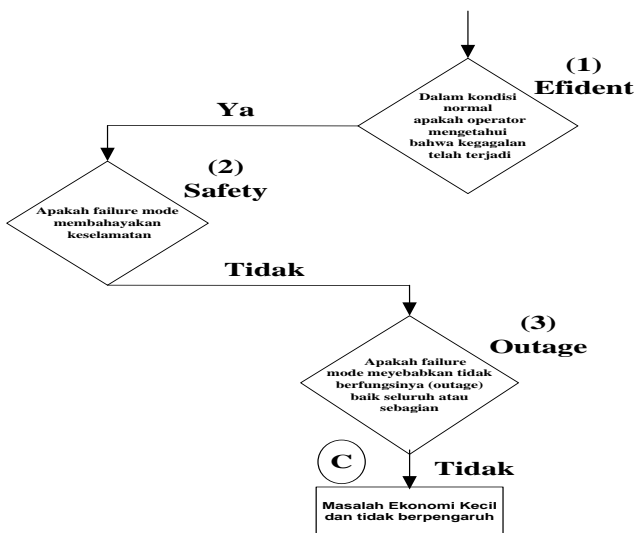 (1)
Efident
Dalam kondisi
normal
apakah operator
mengetahui
bahwa kegagalan
telah terjadi
Ya
(2)
Safety
Apakah failure mode
membahayakan
keselamatan
Tidak
(3)
Outage
Apakah failure
mode meyebabkan tidak
berfungsinya (outage)
baik seluruh atau
sebagian
C
Tidak
Masalah Ekonomi Kecil
dan tidak berpengaruh